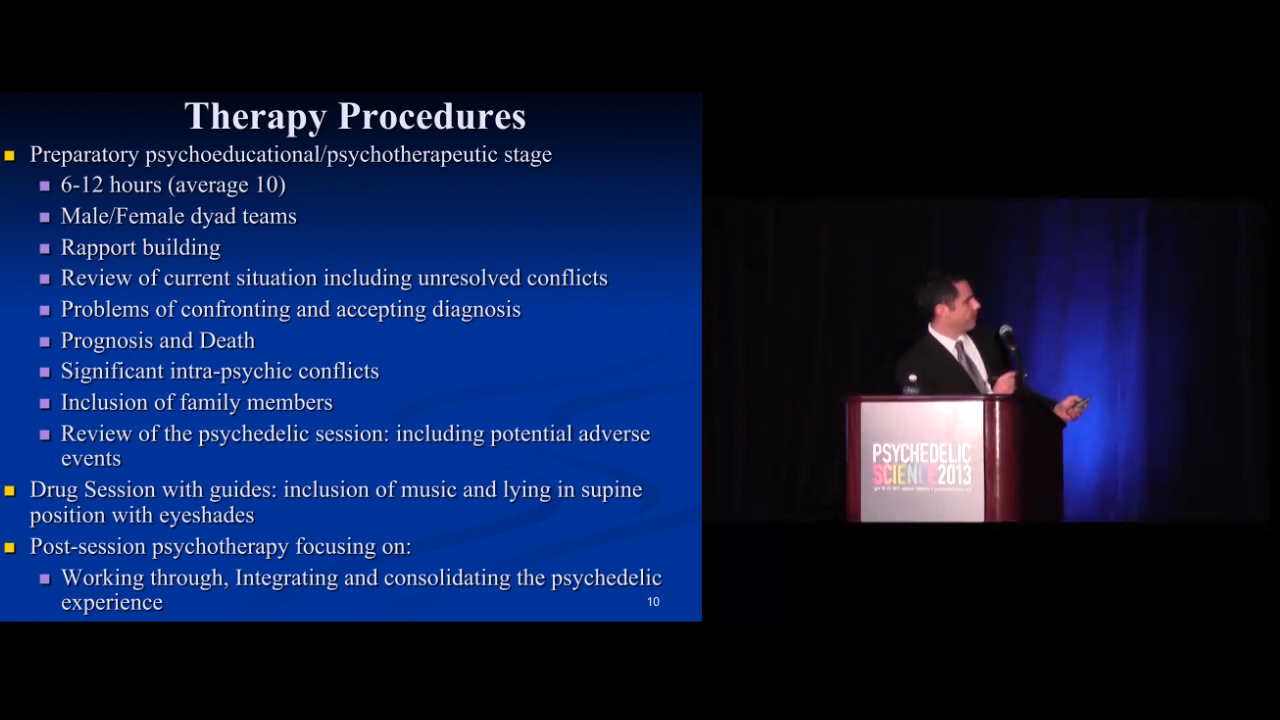 Therapy Procedures
Preparatory psychoeducational/psychotherapeutic stage
6-12 hours (average 10)
Male/Female dyad teams
Rapport building
Review of current situation including unresolved conflicts
Problems of confronting and accepting diagnosis
Prognosis and Death
Significant intra-psychic conflicts
Inclusion of family members
Review of the psychedelic session: including potential adverse
events
Drug Session with guides: inclusion of music and lying in supine
position with eyeshades
Post-session psychotherapy focusing on:
Working through, Integrating and consolidating the psychedelic
experience
10
PSYCHEDELIC
SCIENCE2013